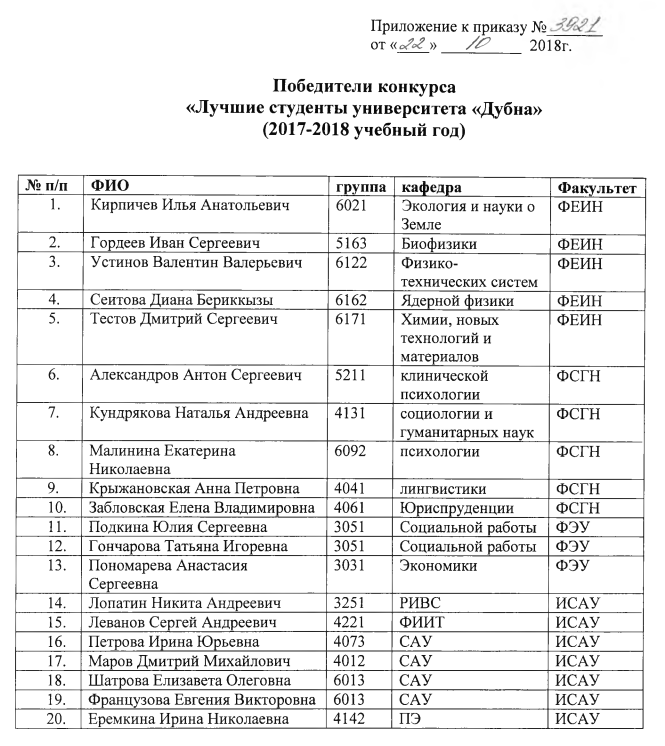 Приложение к приказу № 3921
от «22» 10 2018г.
Победители конкурса
«Лучшие студенты университета «Дубна»
(2017-2018 учебный год)
№ п/п ФИО группа кафедра Факультет
1. Кирпичев Илья Анатольевич 6021 Экология и науки о ФЕИН
Земле
2. Гордеев Иван Сергеевич 5163 Биофизики ФЕИН
3. Устинов Валентин Валерьевич 6122 Физико- ФЕИН
технических систем
4. Сеитова Диана Бериккызы 6162 Ядерной физики ФЕИН
5. Тестов Дмитрий Сергеевич 6171 Химии, новых ФЕИН
технологий и
материалов
6. Александров Антон Сергеевич 5211 клинической ФСГН
психологии
7. Кундрякова Наталья Андреевна 4131 социологии и ФСГН
гуманитарных наук
8. Малинина Екатерина 6092 психологии ФСГН
Николаевна
9. Крыжановская Анна Петровна 4041 лингвистики ФСГН
10. Забловская Елена Владимировна 4061 Юриспруденции ФСГН
11. Подкина Юлия Сергеевна 3051 Социальной работы ФЭУ
12. Гончарова Татьяна Игоревна 3051 Социальной работы ФЭУ
13. Пономарева Анастасия 3031 Экономики ФЭУ
Сергеевна
14. Лопатин Никита Андреевич 3251 РИВС ИСАУ
15. Леванов Сергей Андреевич 4221 ФИИТ ИСАУ
16. Петрова Ирина Юрьевна 4073 САУ ИСАУ
17. Маров Дмитрий Михайлович 4012 САУ ИСАУ
18. Шатрова Елизавета Олеговна 6013 САУ ИСАУ
19. Французова Евгения Викторовна 6013 САУ ИСАУ
20. Еремкина Ирина Николаевна 4142 ПЭ ИСАУ